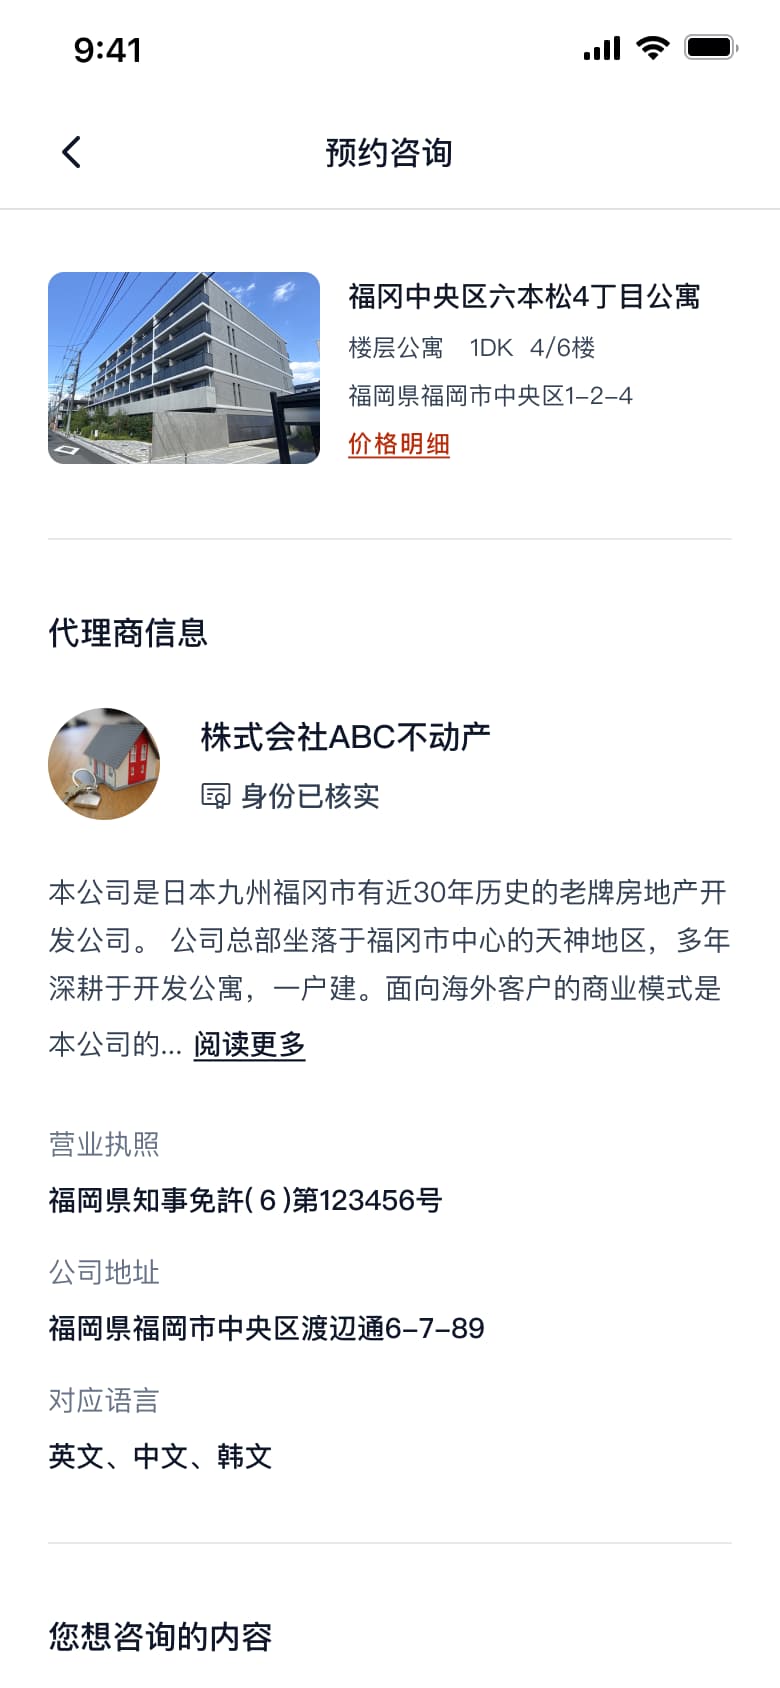 9:41
预约咨询
福冈中央区六本松4丁目公寓
楼层公寓 1DK 4/6楼
福岡県福岡市中央区1-2-4
价格明细
代理商信息
株式会社ABC不动产
身份已核实
本公司是日本九州福冈市有近30年历史的老牌房地产开
发公司。 公司总部坐落于福冈市中心的天神地区，多年
深耕于开发公寓，一户建。面向海外客户的商业模式是
本公司的... 阅读更多
营业执照
福岡県知事免許( 6 )第123456号
公司地址
福岡県福岡市中央区渡辺通6-7-89
对应语言
英文、中文、韩文
您想咨询的内容